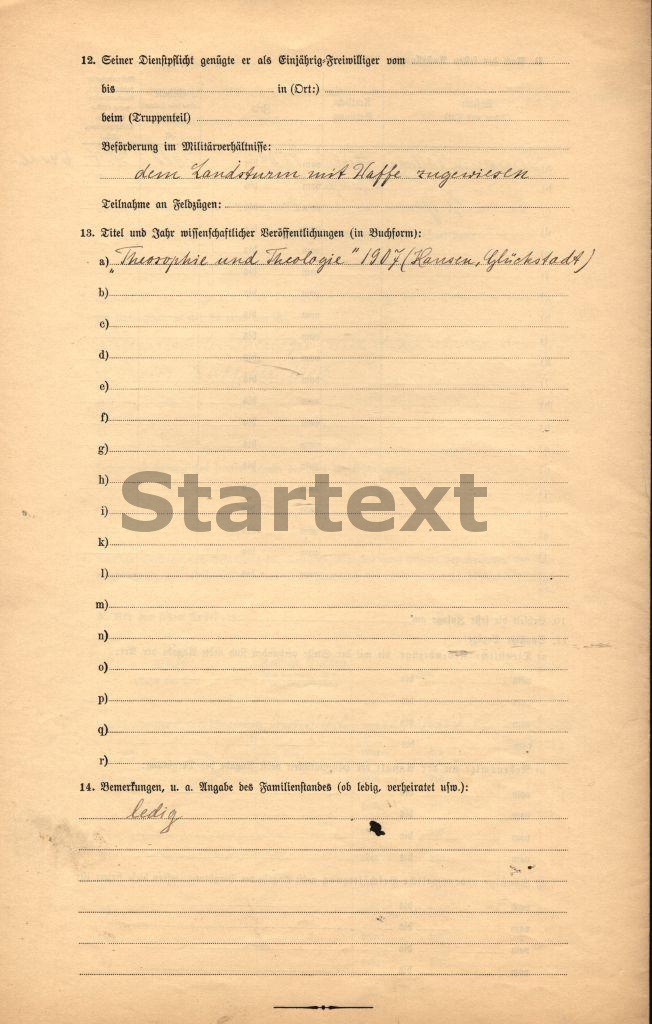 12. Seiner Dienstpflicht genügte er als Einjährig-Freiwilliger vom
bis in (Ort:)
beim (Truppenteil)
Beförderung im Militärverhältnisse:
dem Landsturm mit Waffe zugewiesen
Teilnahme an Feldzügen:
13. Titel und Jahr wissenschaftlicher Veröffentlichungen (in Buchform):
a) „Theosophie und Theologie" 1907 (Hansen, Glückstadt)
b)
c)
d)
e)
f)
g)
h)
Startext
i)
k)
l)
m)
n)
o)
p)
q)
r)
14. Bemerkungen, u. a. Angabe des Familienstandes (ob ledig, verheiratet usw.):
ledig